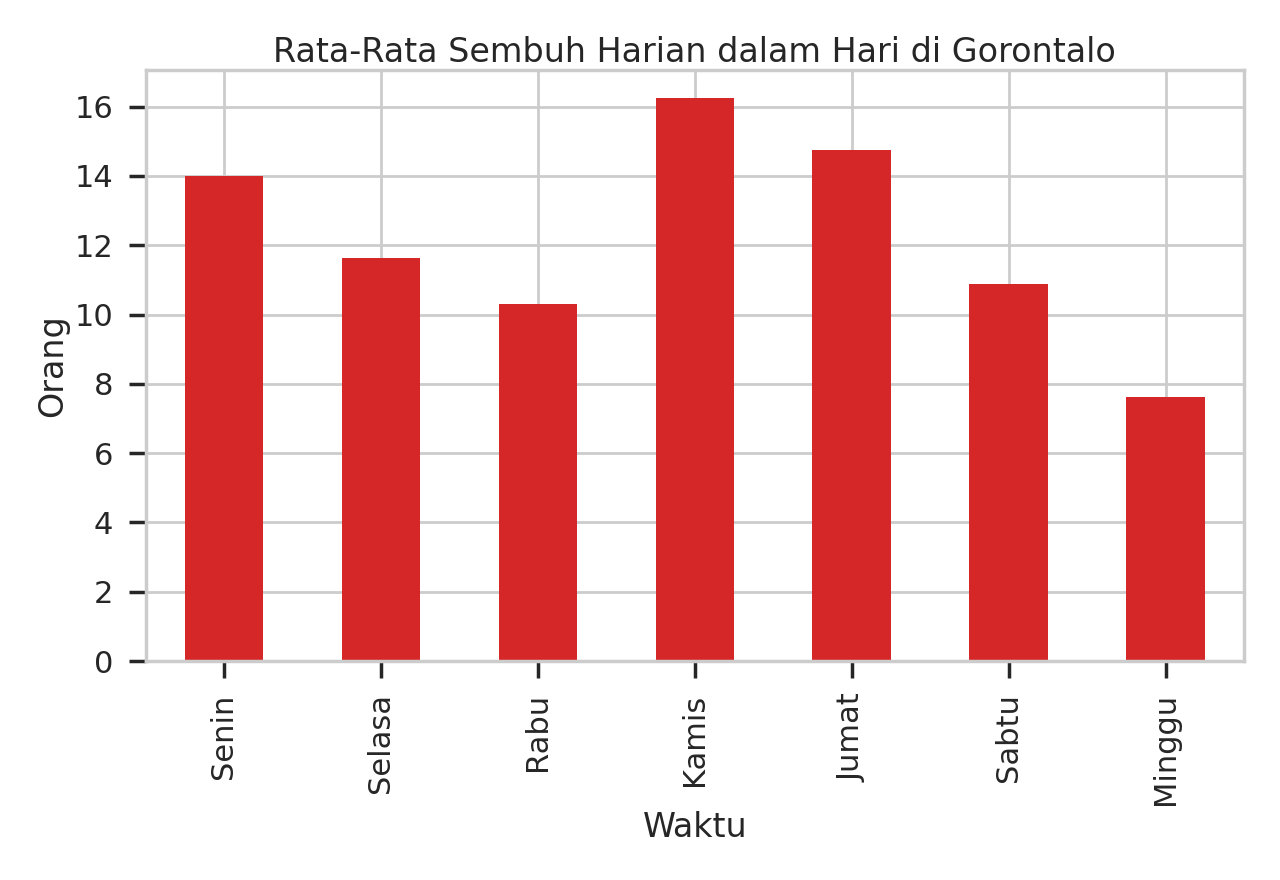 Rata-Rata Sembuh Harian dalam Hari di Gorontalo
16
14
12
10
8
6
4
2
0
Orang
Senin
Selasa
Rabu
Kamis
Jumat
Sabtu
Minggu
Waktu